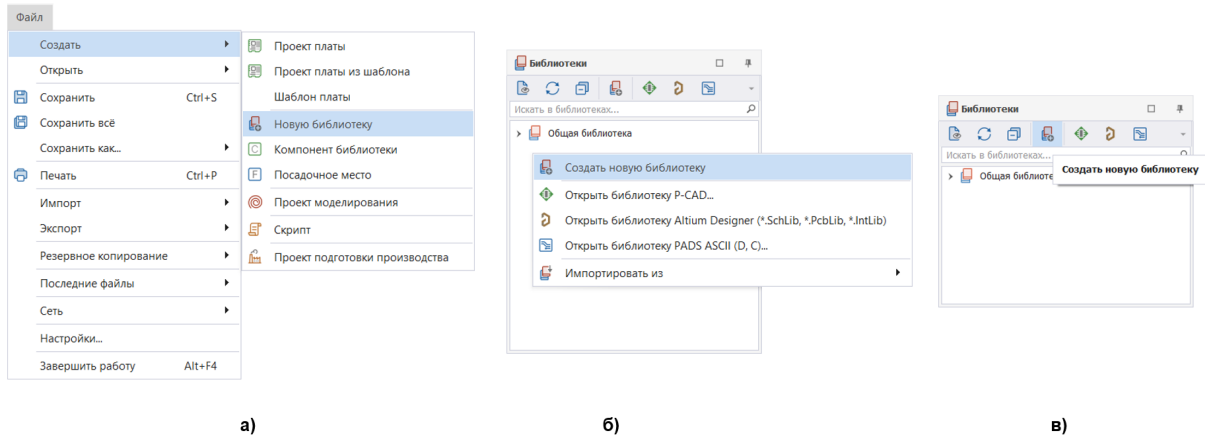 Файл
Создать
Открыть
Сохранить Ctrl+S
Сохранить всё
Сохранить как...
Печать Ctrl+P
Импорт
Экспорт
Резервное копирование
Последние файлы
Сеть
Настройки...
Завершить работу Alt+F4
Проект платы
Проект платы из шаблона
Шаблон платы
Новую библиотеку
Компонент библиотеки
Посадочное место
Проект моделирования
Скрипт
Проект подготовки производства
а)
Библиотеки
Искать в библиотеках...
Общая библиотека
Создать новую библиотеку
Открыть библиотеку P-CAD...
Открыть библиотеку Altium Designer (*.SchLib, *.PcbLib, *.IntLib)
Открыть библиотеку PADS ASCII (D, C)...
Импортировать из
б)
Библиотеки
Искать в библиотеках...
Общая библиоте
Создать новую библиотеку
в)